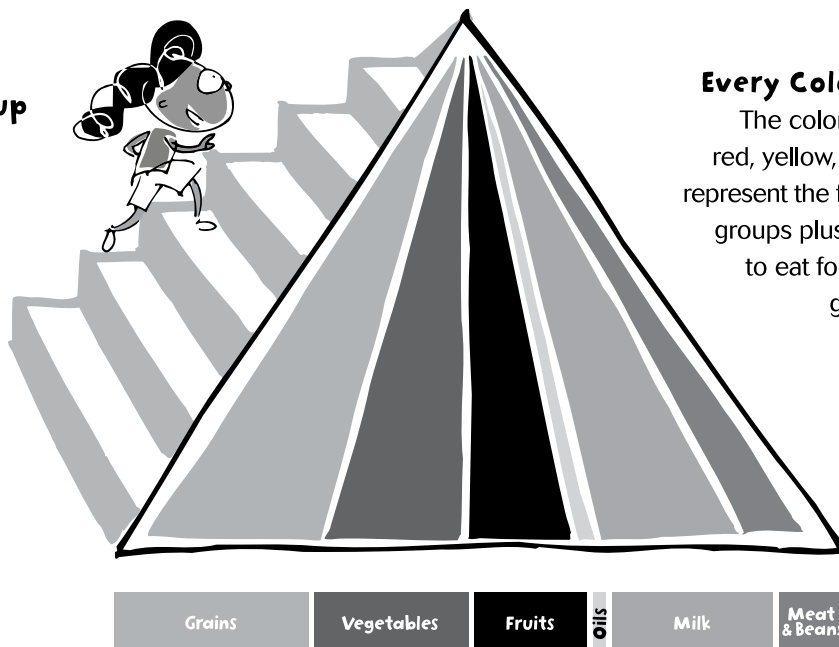 up
Every Col
The color
red, yellow,
represent the f
groups plus
to eat fo
g
Grains
Vegetables
Fruits
Oils
Milk
Meat
& Beans